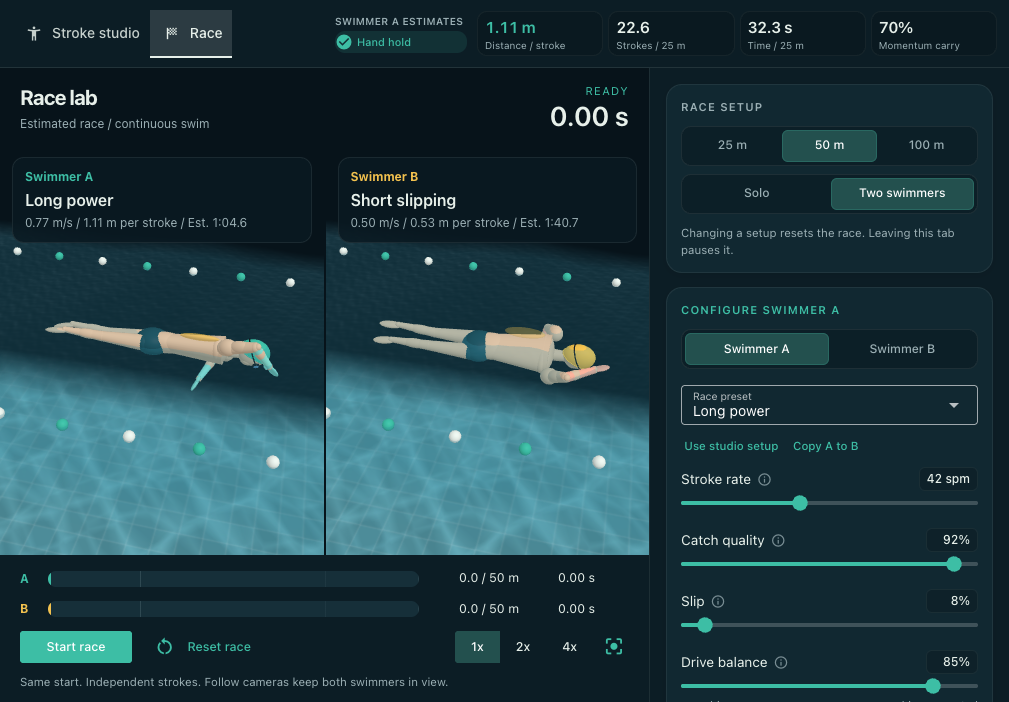 Stroke studio
Race
SWIMMER A ESTIMATES
Hand hold
1.11 m
Distance / stroke
22.6
Strokes / 25 m
32.3 s
Time / 25 m
70%
Momentum carry
Race lab
Estimated race / continuous swim
READY
0.00 s
Swimmer A
Long power
0.77 m/s / 1.11 m per stroke / Est. 1:04.6
Swimmer B
Short slipping
0.50 m/s / 0.53 m per stroke / Est. 1:40.7
A
0.0 / 50 m
0.00 s
B
0.0 / 50 m
0.00 s
Start race
Reset race
1x
2x
4x
Same start. Independent strokes. Follow cameras keep both swimmers in view.
RACE SETUP
25 m
50 m
100 m
Solo
Two swimmers
Changing a setup resets the race. Leaving this tab
pauses it.
CONFIGURE SWIMMER A
Swimmer A
Swimmer B
Race preset
Long power
Use studio setup
Copy A to B
Stroke rate
42 spm
Catch quality
92%
Slip
8%
Drive balance
85%